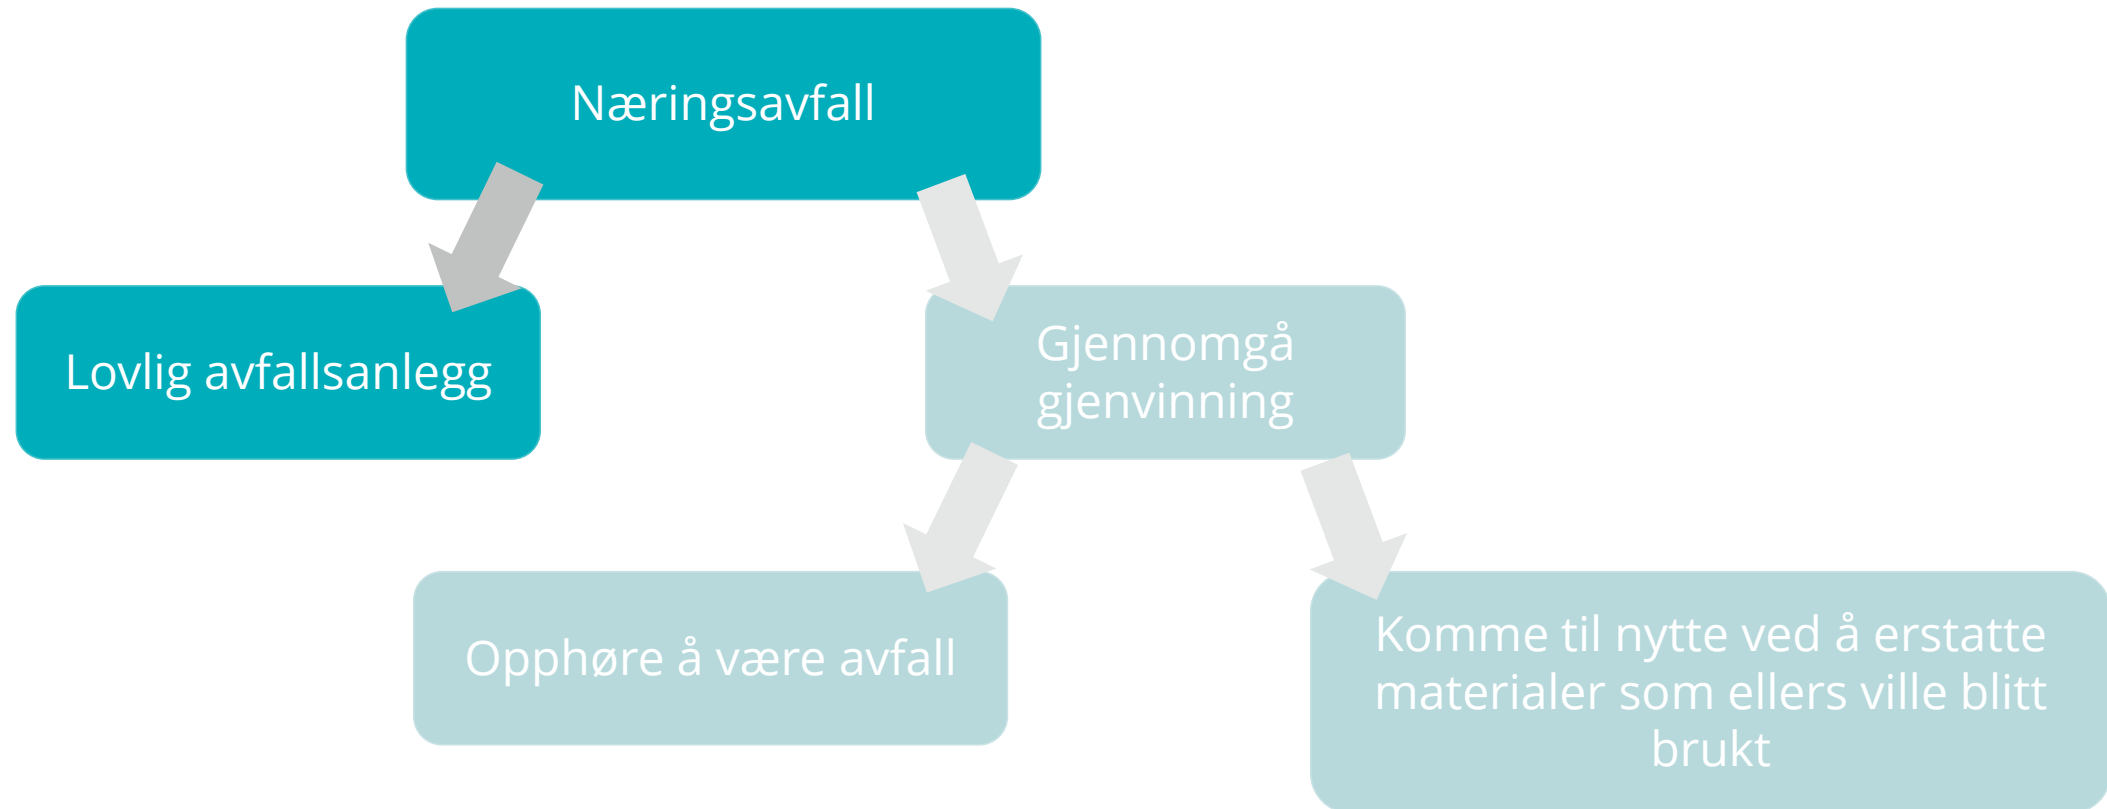 Næringsavfall
Lovlig avfallsanlegg
Gjennomgå
gjenvinning
Opphøre å være avfall
Komme til nytte ved å erstatte
materialer som ellers ville blitt
brukt